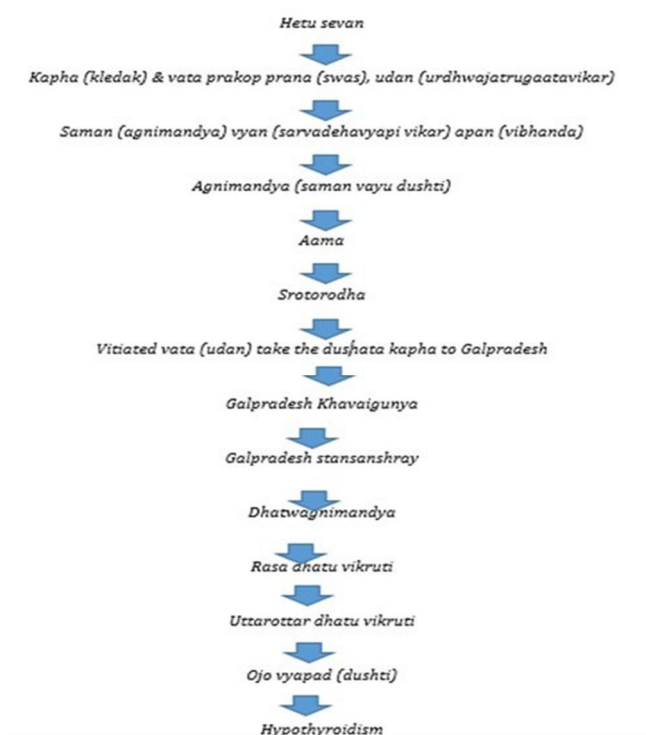 Hetu sevan
Kapha (kledak) & vata prakop prana (swas), udan (urdhwajatrugaatavikar)
Saman (agnimandya) vyan (sarvadehavyapi vikar) apan (vibhanda)
Agnimandya (saman vayu dushti)
Aama
Srotorodha
Vitiated vata (udan) take the dushata kapha to Galpradesh
Galpradesh Khavaigunya
Galpradesh stansanshray
Dhatwagnimandya
Rasa dhatu vikruti
Uttarottar dhatu vikruti
Ojo vyapad (dushti)
Hypothyroidism